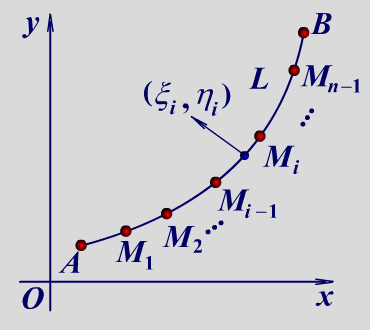 y
B
L
M_{n-1}
(ξ_i, η_i)
⋰
M_i
M_{i-1}
M_2 ⋰
M_1
A
O
x